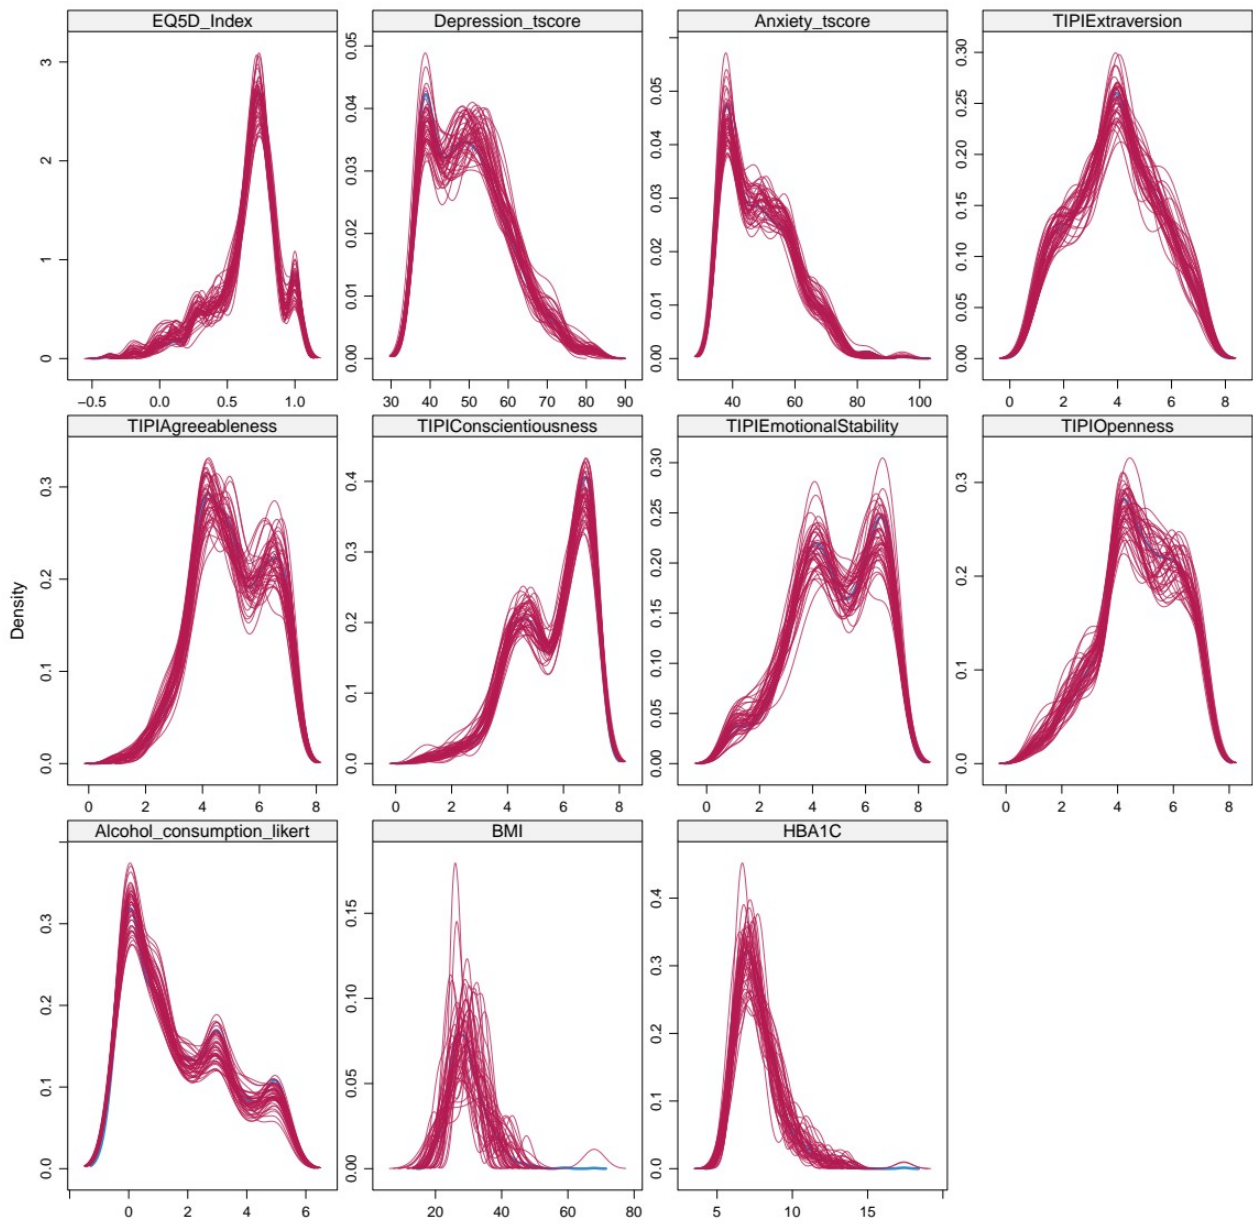 EQ5D_Index Depression_tscore Anxiety_tscore TIPIExtraversion
0 1 2 3
0.00 0.01 0.02 0.03 0.04 0.05
0.00 0.01 0.02 0.03 0.04 0.05
0.00 0.05 0.10 0.15 0.20 0.25 0.30
−0.5 0.0 0.5 1.0
30 40 50 60 70 80 90
40 60 80 100
0 2 4 6 8
TIPIAgreeableness TIPIConscientiousness TIPIEmotionalStability TIPIOpenness
Density
0.0 0.1 0.2 0.3
0.0 0.1 0.2 0.3 0.4
0.00 0.05 0.10 0.15 0.20 0.25 0.30
0.0 0.1 0.2 0.3
0 2 4 6 8
0 2 4 6 8
0 2 4 6 8
0 2 4 6 8
Alcohol_consumption_likert BMI HBA1C
0.0 0.1 0.2 0.3
0.00 0.05 0.10 0.15
0.0 0.1 0.2 0.3 0.4
0 2 4 6
20 40 60 80
5 10 15